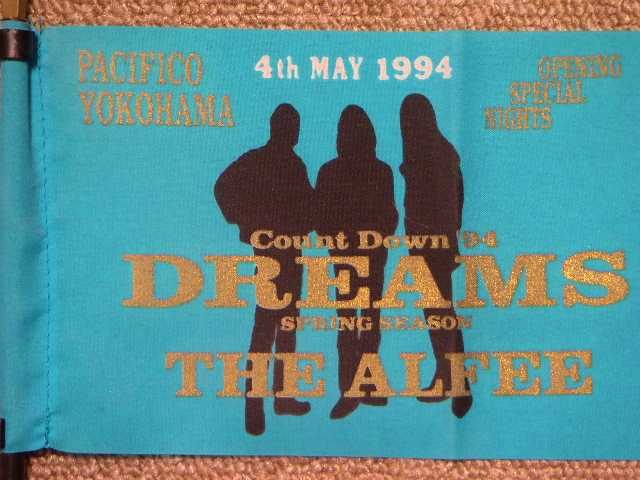 PACIFICO
YOKOHAMA
4th MAY 1994
OPENING
SPECIAL
NIGHTS
Count Down '94
DREAMS
SPRING SEASON
THE ALFEE